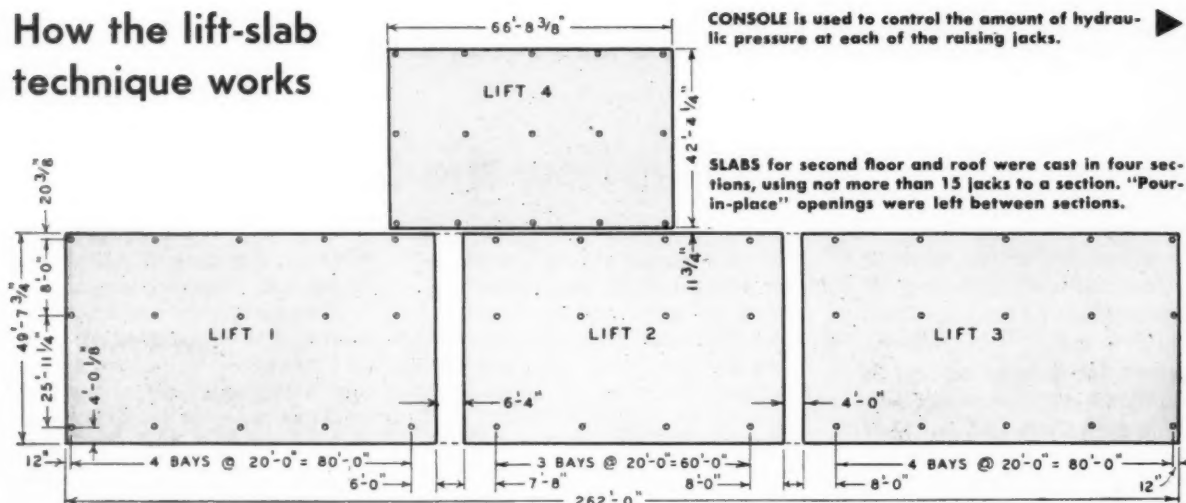 How the lift-slab
technique works
66'-8 3/8"
CONSOLE is used to control the amount of hydrau-
lic pressure at each of the raising jacks.
LIFT 4
42'-4 1/4"
SLABS for second floor and roof were cast in four sec-
tions, using not more than 15 jacks to a section. "Pour-
in-place" openings were left between sections.
20 3/8"
49'-7 3/4"
8'-0"
25'-11 1/4"
4'-0 1/8"
11 3/4"
LIFT 1
LIFT 2
LIFT 3
6'-4"
4'-0"
12"
4 BAYS @ 20'-0"= 80'-0"
3 BAYS @ 20'-0"=60'-0"
4 BAYS @ 20'-0"= 80'-0"
6'-0"
7'-8"
8'-0"
8'-0"
12"
262'-0"